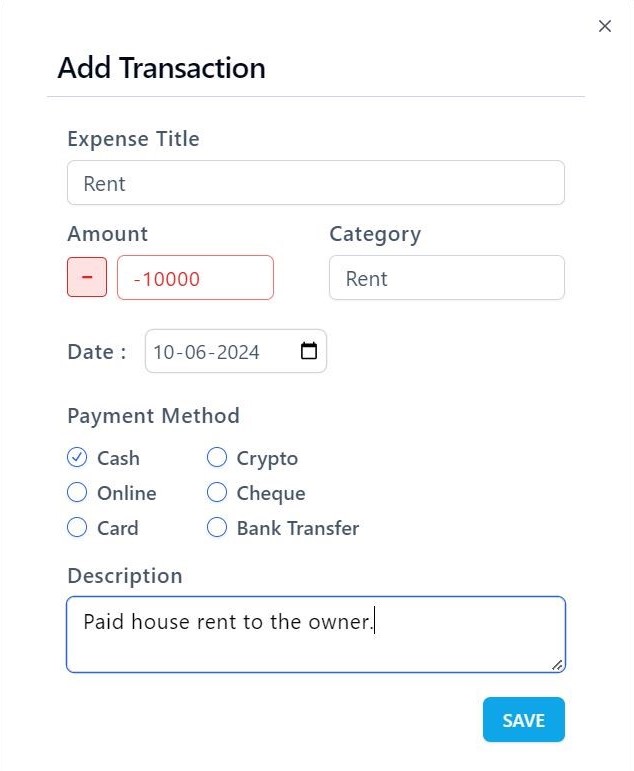 Add Transaction
Expense Title
Rent
Amount Category
- -10000 Rent
Date : 10-06-2024
Payment Method
Cash Crypto
Online Cheque
Card Bank Transfer
Description
Paid house rent to the owner.
SAVE